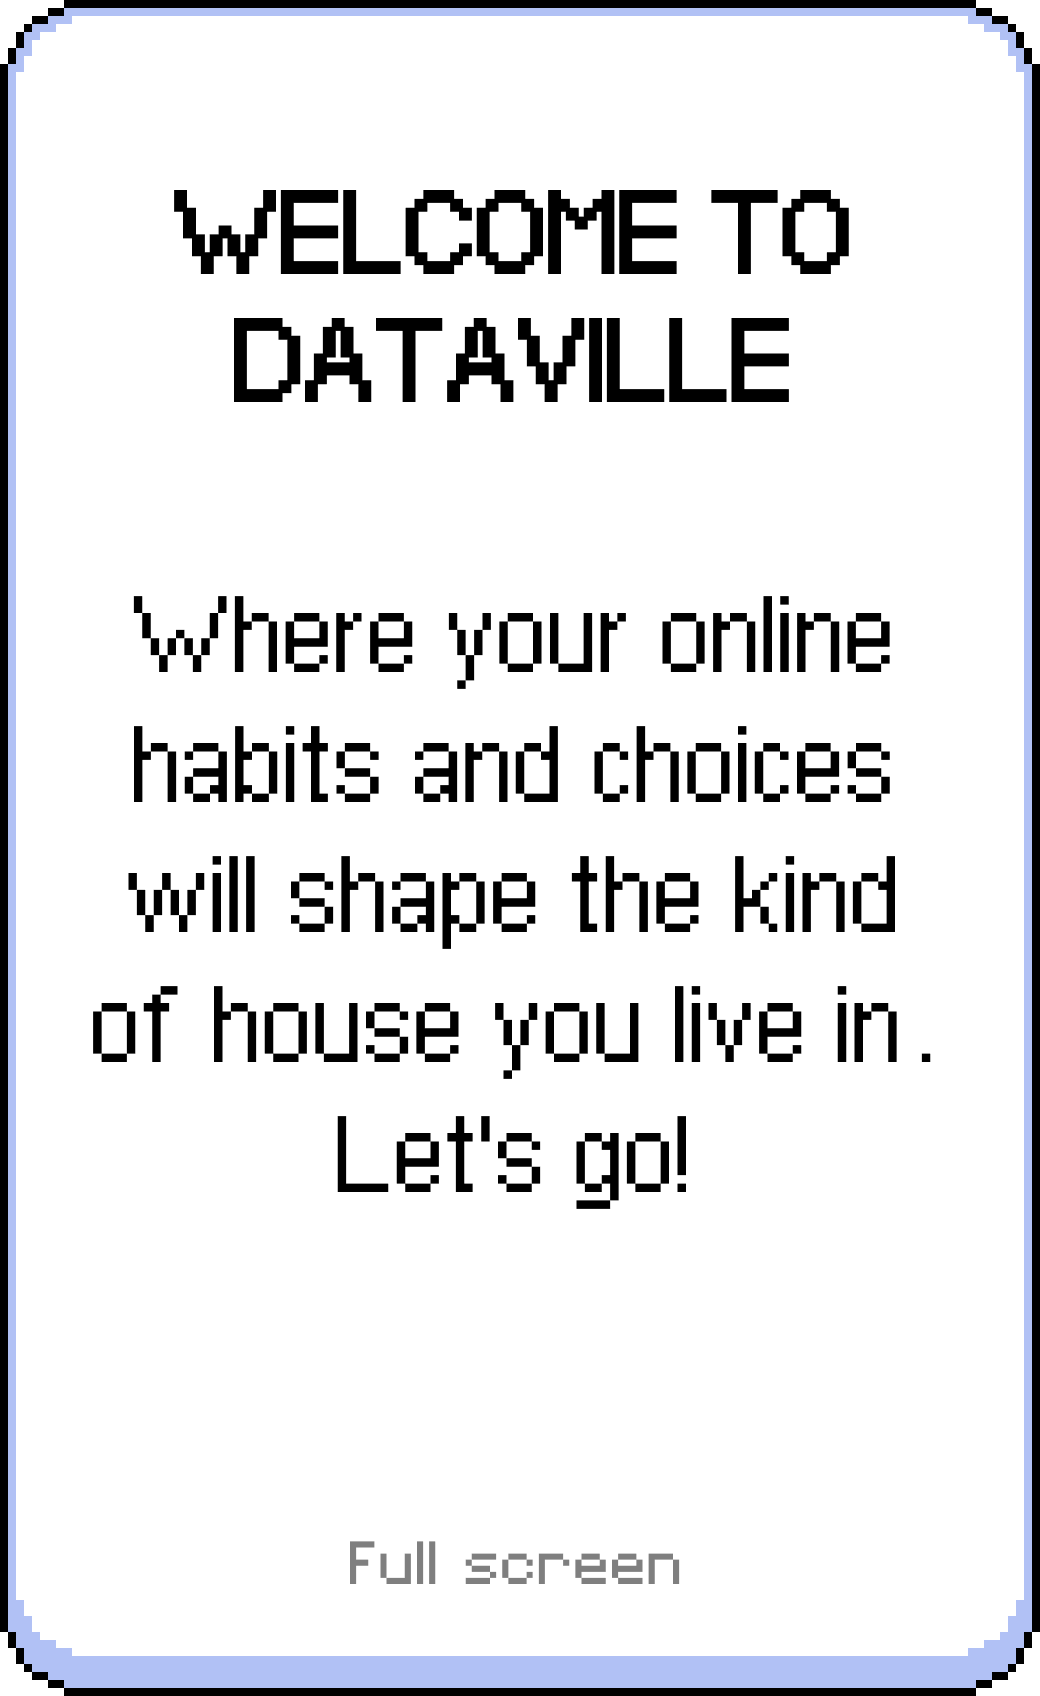 WELCOME TO
DATAVILLE
Where your online
habits and choices
will shape the kind
of house you live in.
Let's go!
Full screen